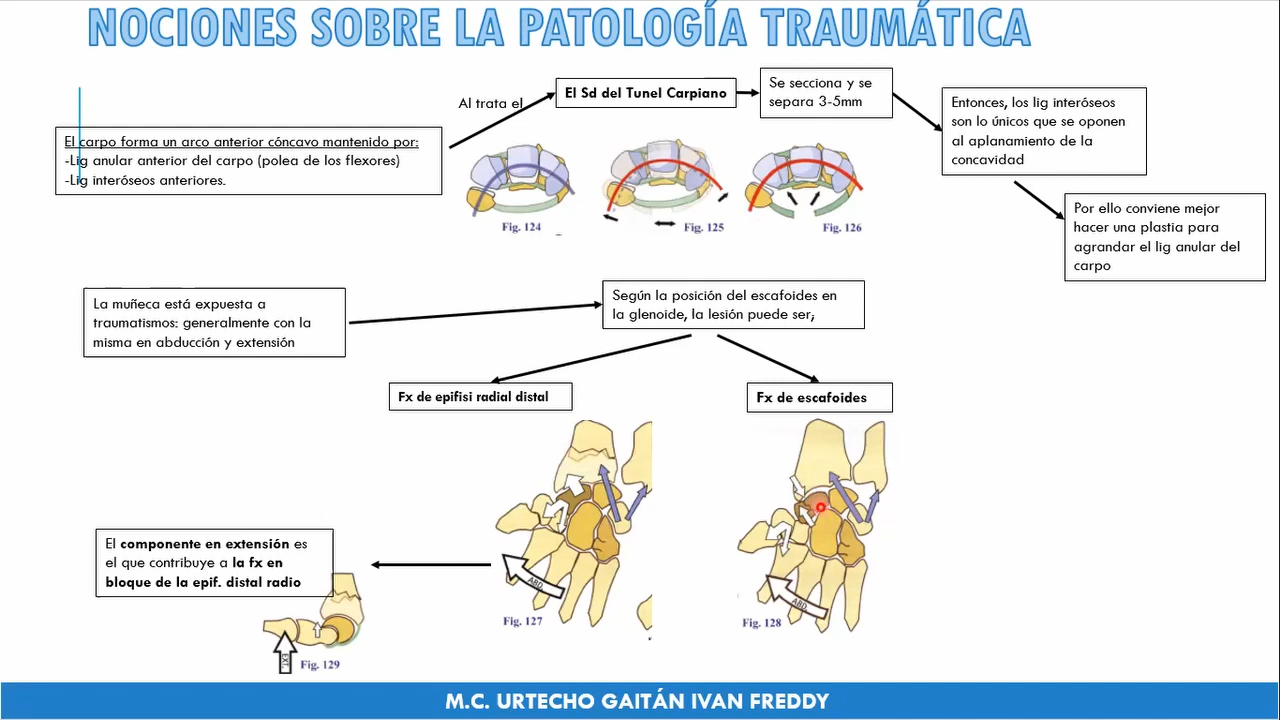 NOCIONES SOBRE LA PATOLOGÍA TRAUMÁTICA
El carpo forma un arco anterior cóncavo mantenido por:
-Lig anular anterior del carpo (polea de los flexores)
-Lig interóseos anteriores.
Al trata el
El Sd del Tunel Carpiano
Se secciona y se
separa 3-5mm
Entonces, los lig interóseos
son lo únicos que se oponen
al aplanamiento de la
concavidad
Por ello conviene mejor
hacer una plastia para
agrandar el lig anular del
carpo
Fig. 124
Fig. 125
Fig. 126
La muñeca está expuesta a
traumatismos: generalmente con la
misma en abducción y extensión
Según la posición del escafoides en
la glenoide, la lesión puede ser;
Fx de epifisi radial distal
Fx de escafoides
ABD.
Fig. 127
ABD.
Fig. 128
El componente en extensión es
el que contribuye a la fx en
bloque de la epif. distal radio
EXT.
Fig. 129
M.C. URTECHO GAITÁN IVAN FREDDY